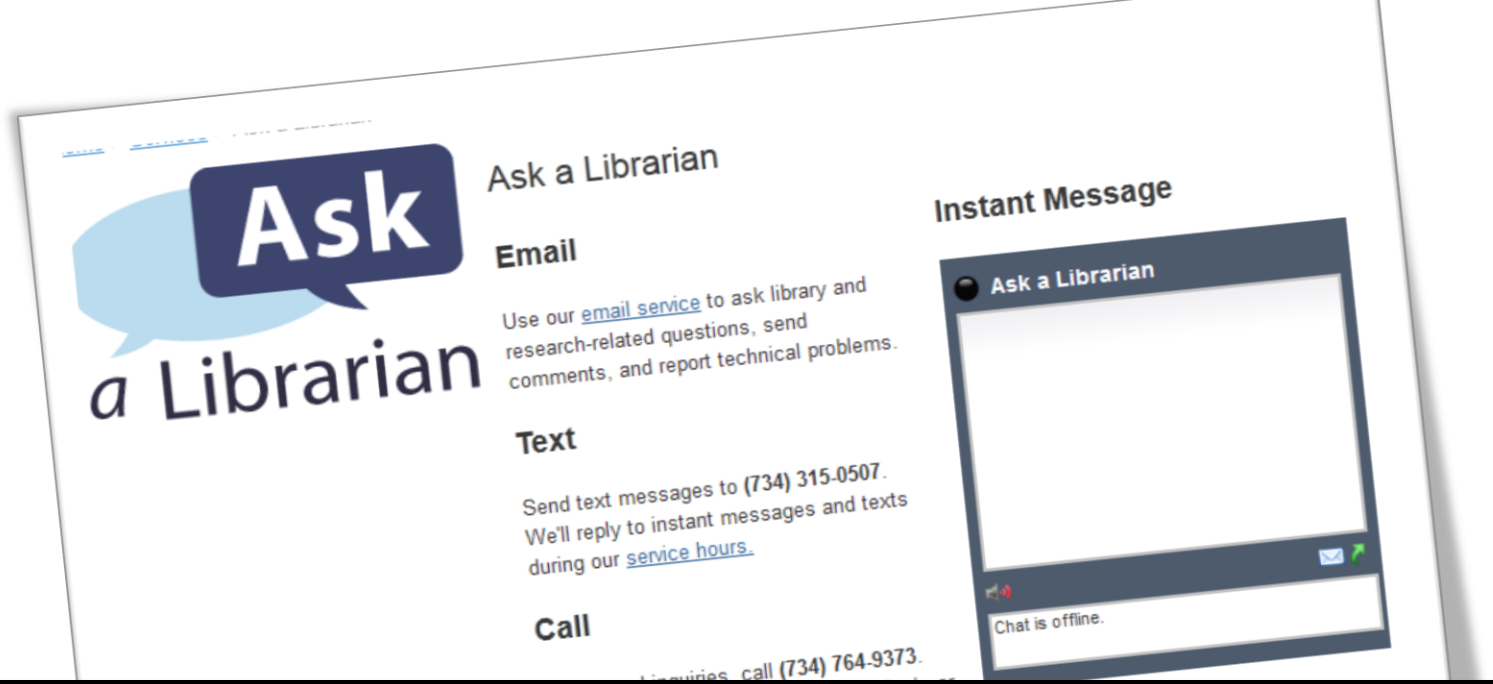 Ask
a Librarian
Ask a Librarian
Email
Use our email service to ask library and
research-related questions, send
comments, and report technical problems.
Text
Send text messages to (734) 315-0507.
We'll reply to instant messages and texts
during our service hours.
Call
inquiries, call (734) 764-9373.
Instant Message
Ask a Librarian
Chat is offline.